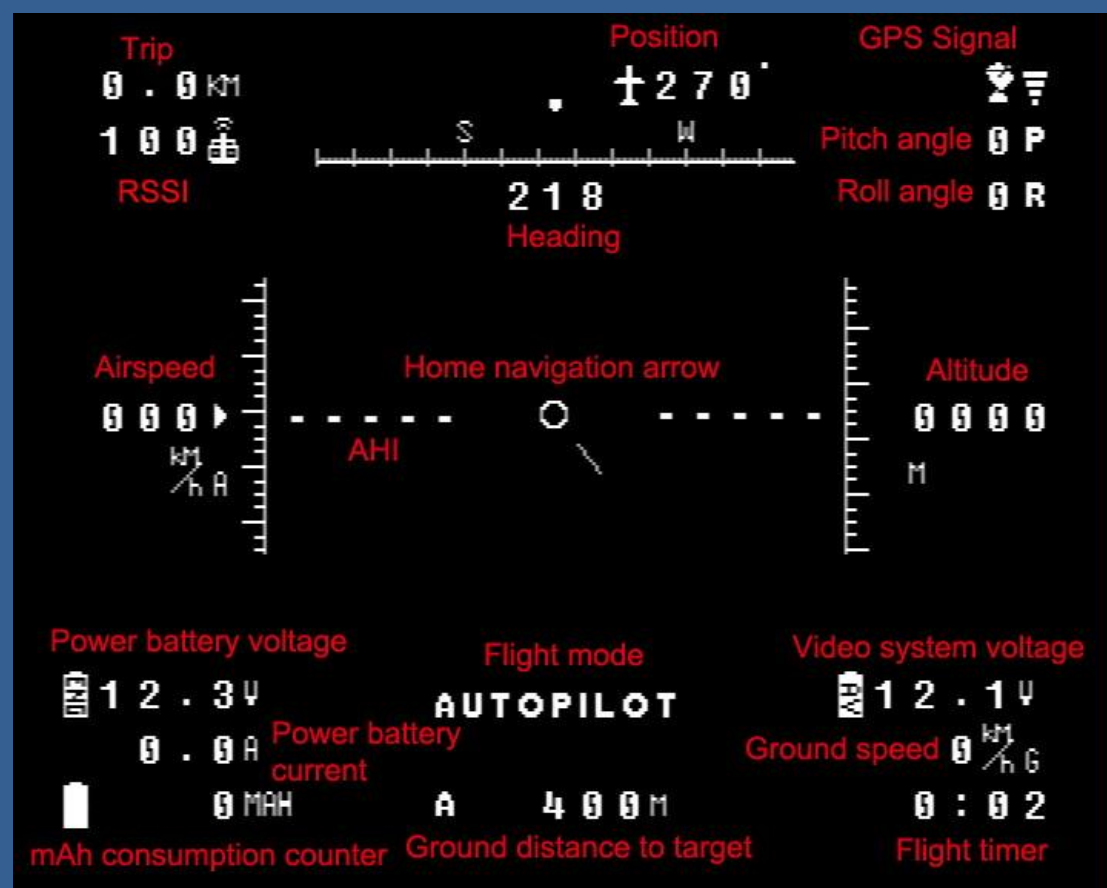 Trip
Position
GPS Signal
0.0KM
270°
100
S
W
Pitch angle 0 P
RSSI
218
Roll angle 0 R
Heading
Airspeed
Home navigation arrow
Altitude
000
0000
AHI
km/h A
M
Power battery voltage
Flight mode
Video system voltage
ENG 12.3V
AUTOPILOT
AV 12.1V
0.0A
Power battery current
Ground speed 0 km/h G
0MAH
A 400M
0:02
mAh consumption counter
Ground distance to target
Flight timer